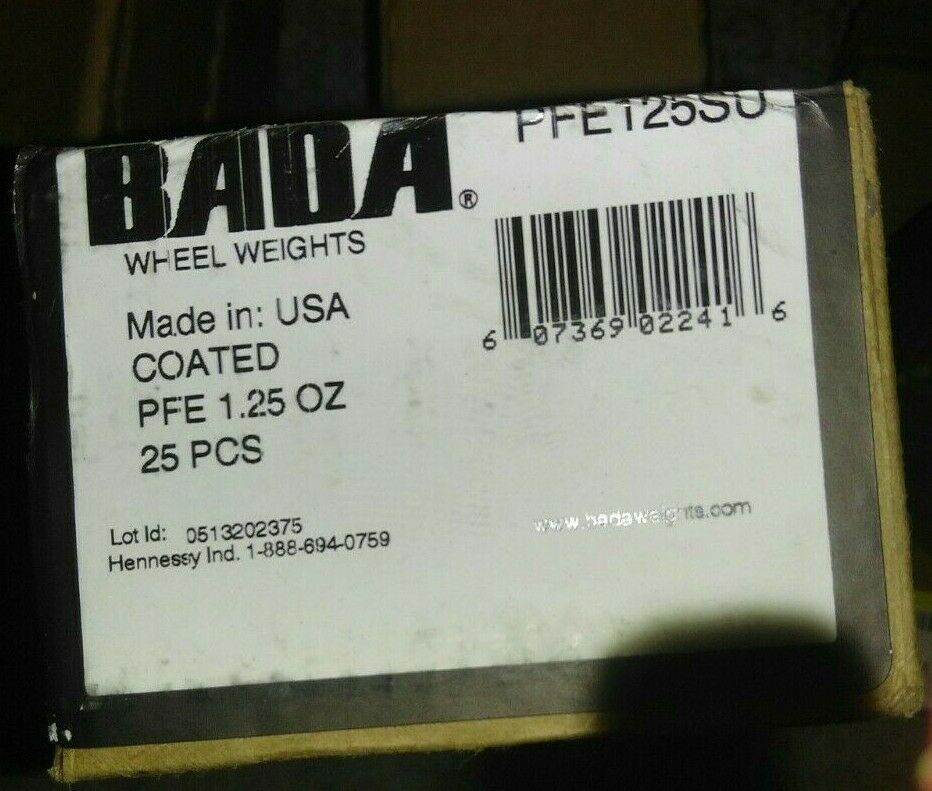 BADA®
WHEEL WEIGHTS
Made in: USA
COATED
PFE 1.25 OZ
25 PCS
Lot Id: 0513202375
Hennessy Ind. 1-888-694-0759
PFE125SU
6 07369 02241 6
www.badaweights.com